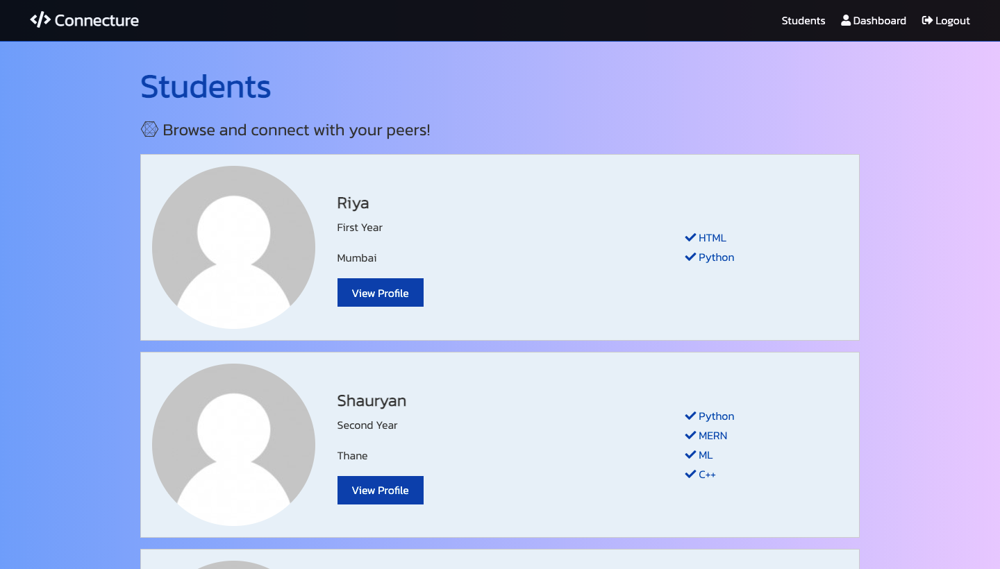 Connecture
Students Dashboard Logout
Students
Browse and connect with your peers!
Riya
First Year
Mumbai
View Profile
HTML
Python
Shauryan
Second Year
Thane
View Profile
Python
MERN
ML
C++